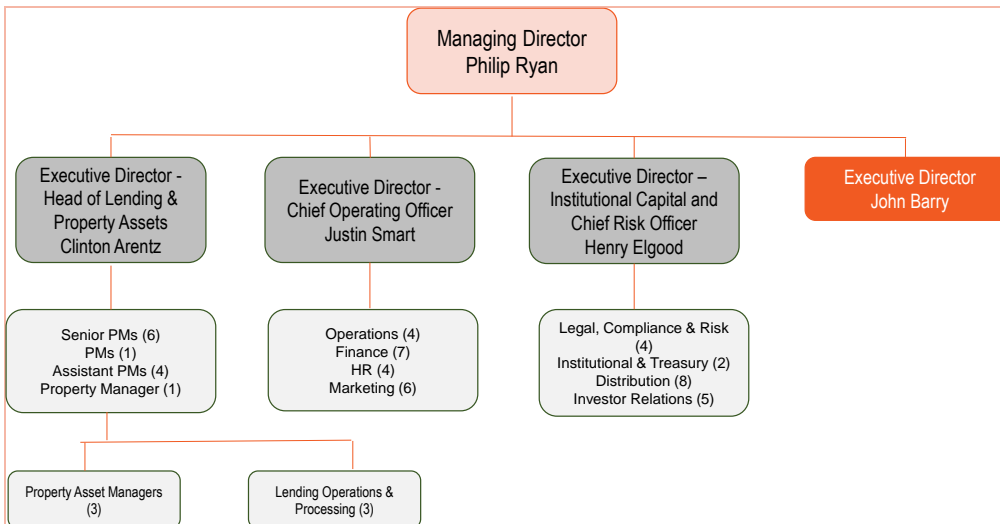 Managing Director
Philip Ryan
Executive Director -
Head of Lending &
Property Assets
Clinton Arentz
Executive Director -
Chief Operating Officer
Justin Smart
Executive Director –
Institutional Capital and
Chief Risk Officer
Henry Elgood
Executive Director
John Barry
Senior PMs (6)
PMs (1)
Assistant PMs (4)
Property Manager (1)
Operations (4)
Finance (7)
HR (4)
Marketing (6)
Legal, Compliance & Risk
(4)
Institutional & Treasury (2)
Distribution (8)
Investor Relations (5)
Property Asset Managers
(3)
Lending Operations &
Processing (3)